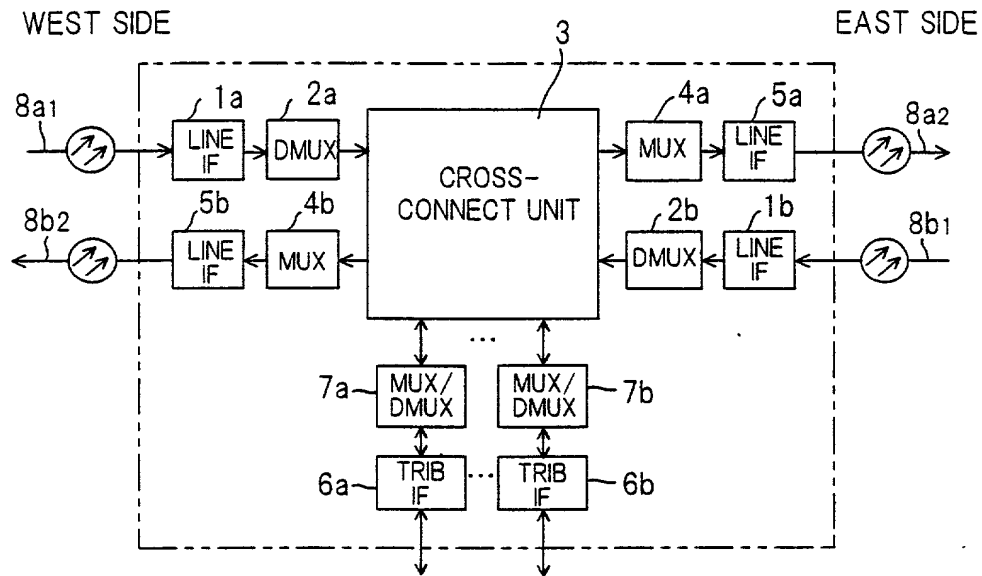 WEST SIDE
EAST SIDE
3
8a1
1a
2a
4a
5a
8a2
LINE IF
DMUX
CROSS-
CONNECT UNIT
MUX
LINE IF
8b2
5b
4b
2b
1b
8b1
LINE IF
MUX
DMUX
LINE IF
...
7a
MUX/
DMUX
MUX/
DMUX
7b
6a
TRIB
IF
...
TRIB
IF
6b